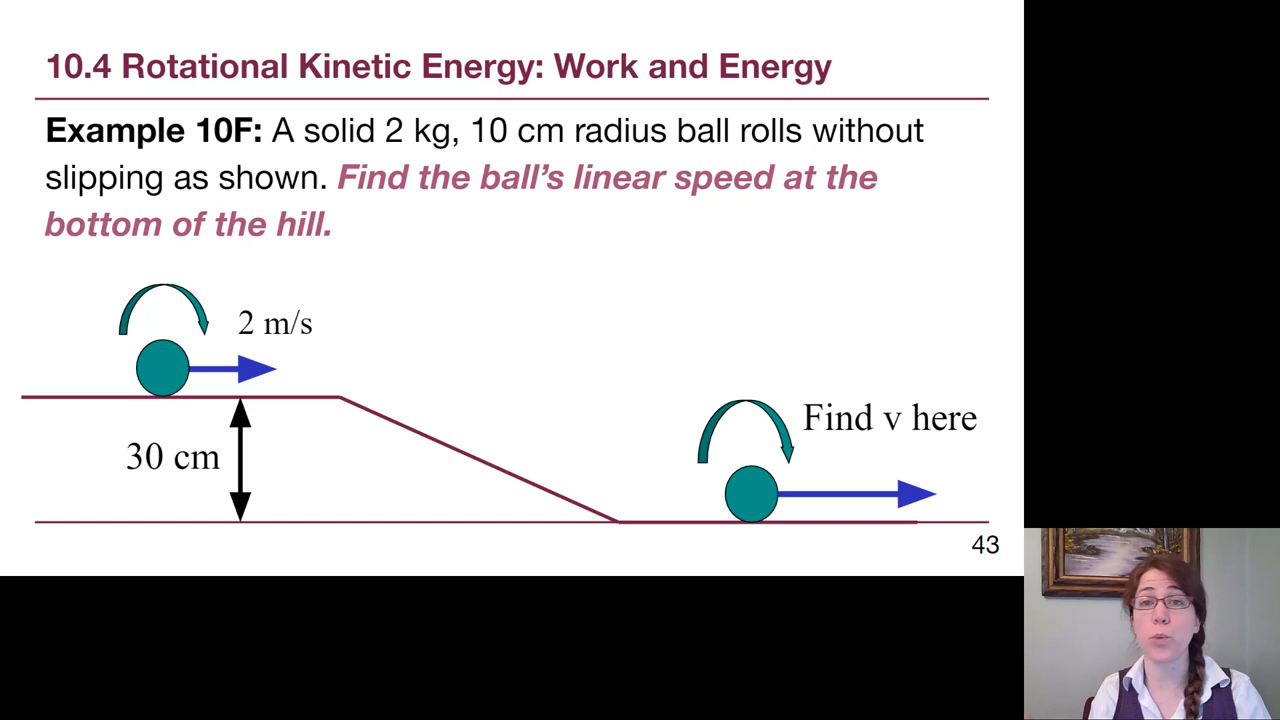 10.4 Rotational Kinetic Energy: Work and Energy
Example 10F: A solid 2 kg, 10 cm radius ball rolls without
slipping as shown. Find the ball’s linear speed at the
bottom of the hill.
2 m/s
Find v here
30 cm
43